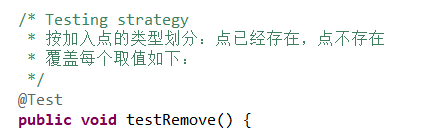 /* Testing strategy
* 按加入点的类型划分：点已经存在，点不存在
* 覆盖每个取值如下：
*/
@Test
public void testRemove() {